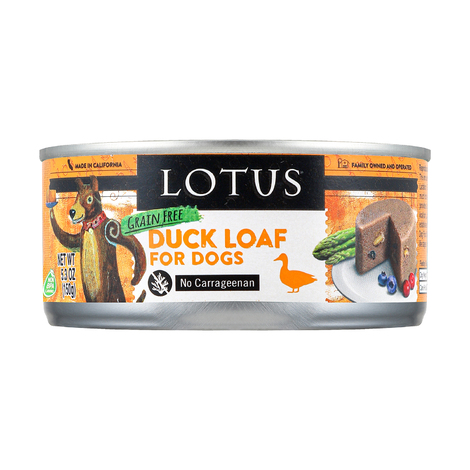 MADE IN CALIFORNIA
FAMILY OWNED AND OPERATED
LOTUS
GRAIN FREE
DUCK LOAF
FOR DOGS
No Carrageenan
NET WT
5.3 OZ
(150g)